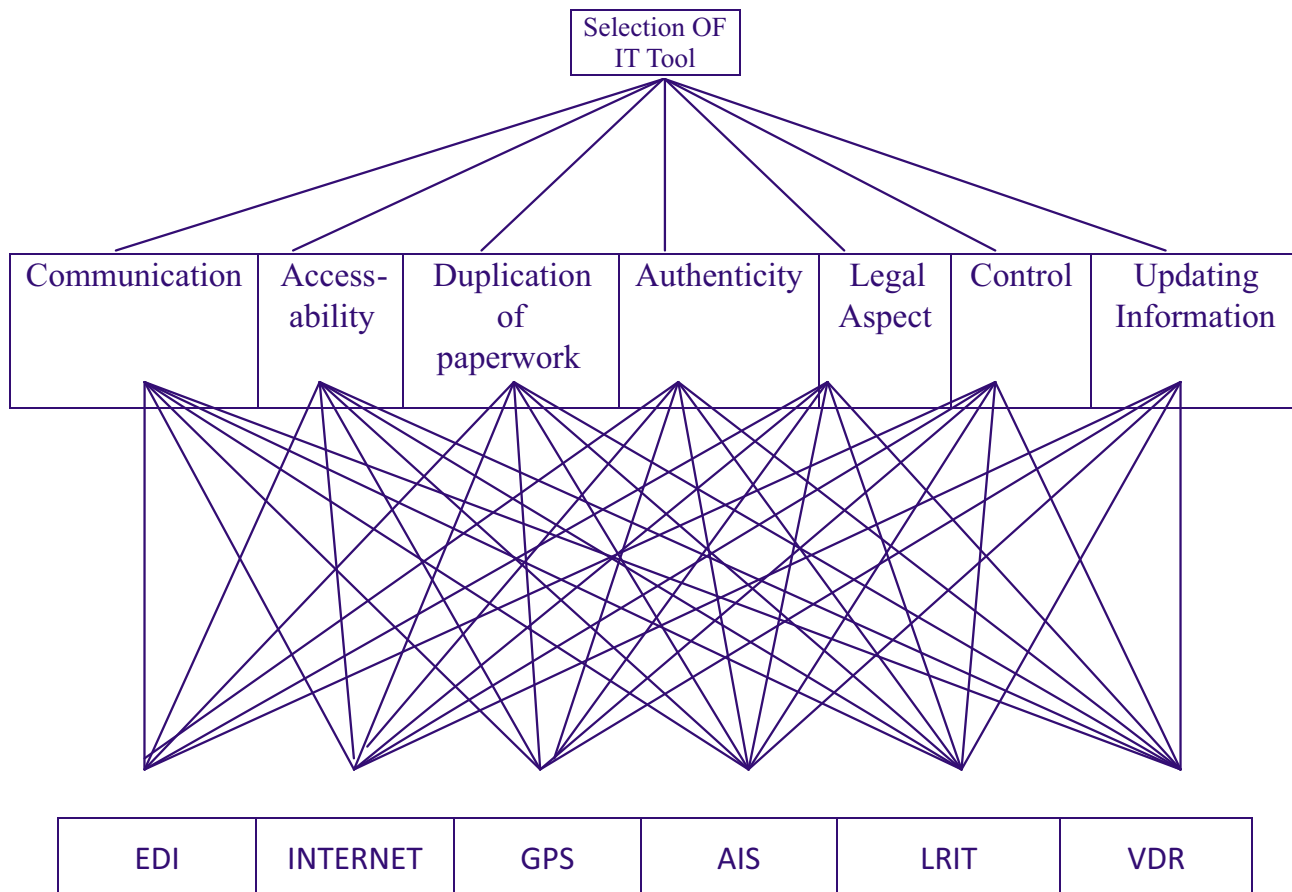 Selection OF
IT Tool
Communication
Access-
ability
Duplication
of
paperwork
Authenticity
Legal
Aspect
Control
Updating
Information
EDI
INTERNET
GPS
AIS
LRIT
VDR